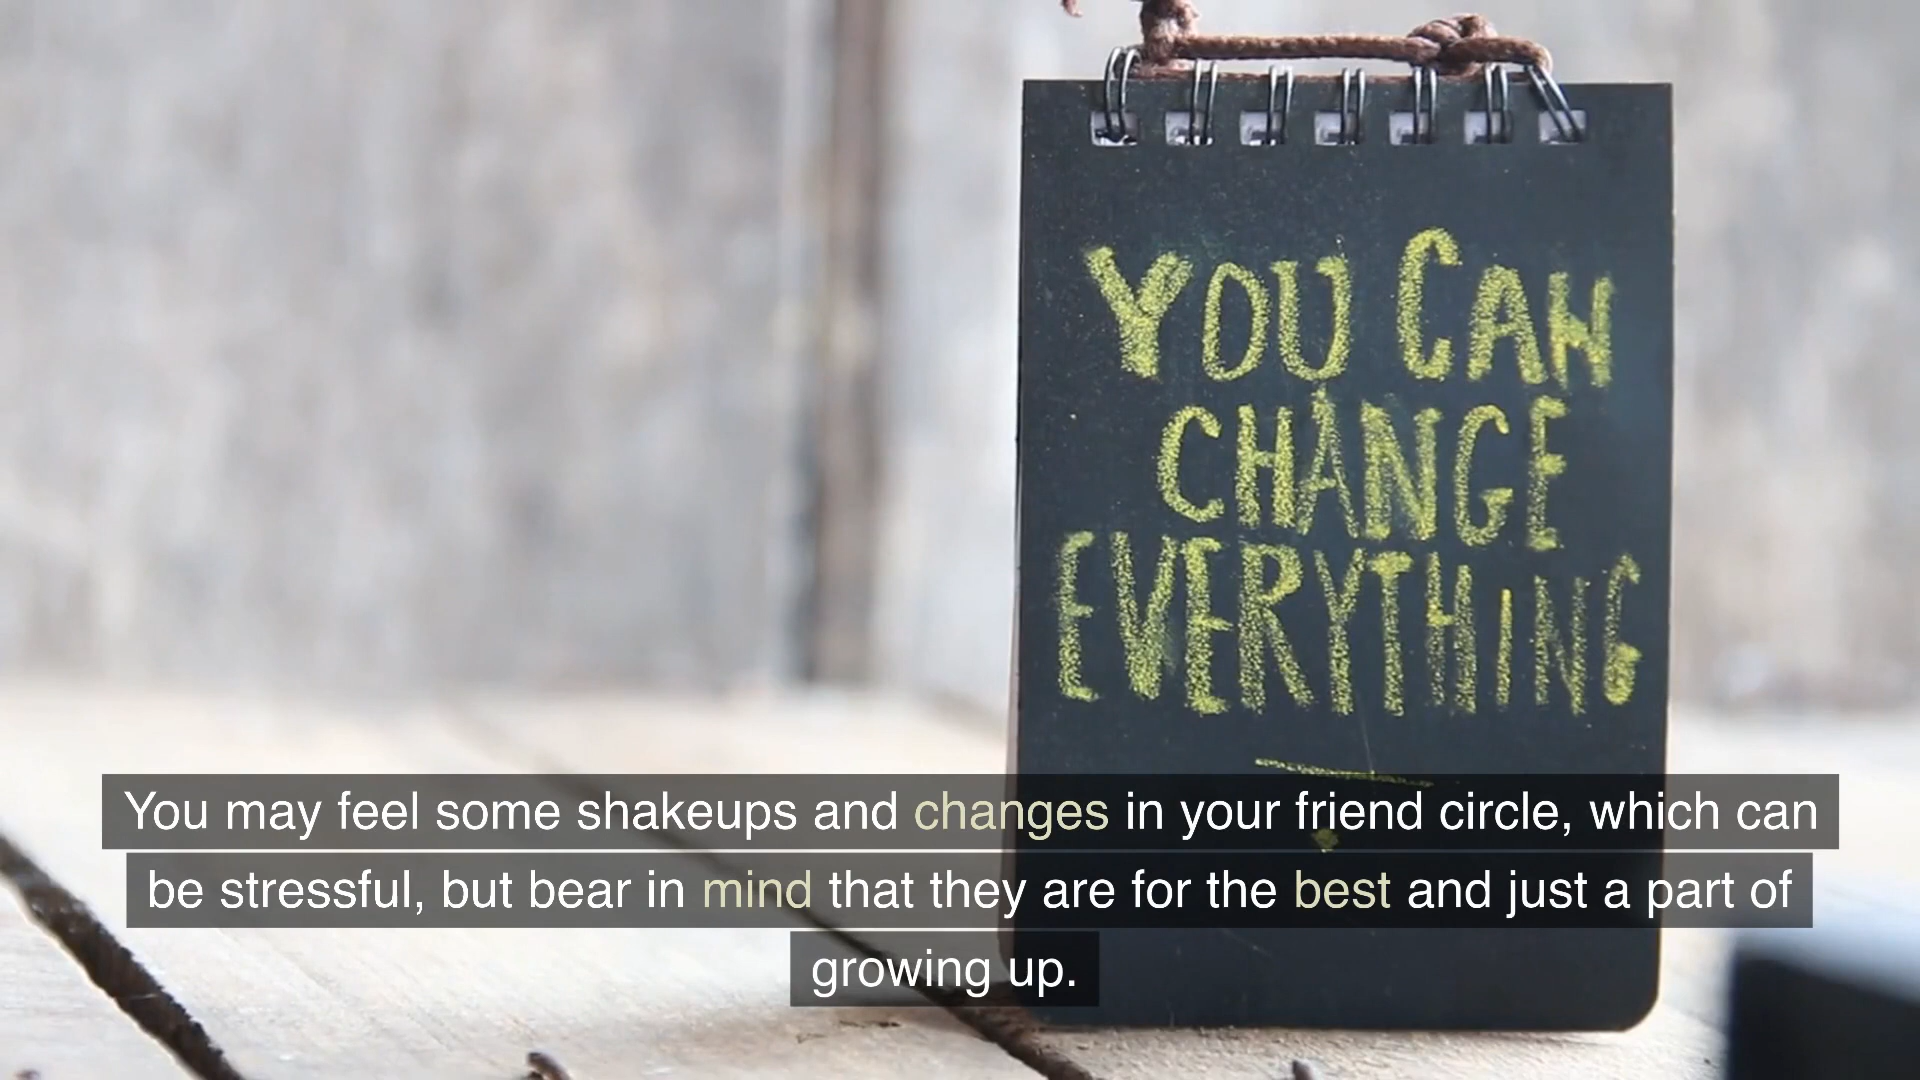 YOU CAN
CHANGE
EVERYTHING
You may feel some shakeups and changes in your friend circle, which can
be stressful, but bear in mind that they are for the best and just a part of
growing up.